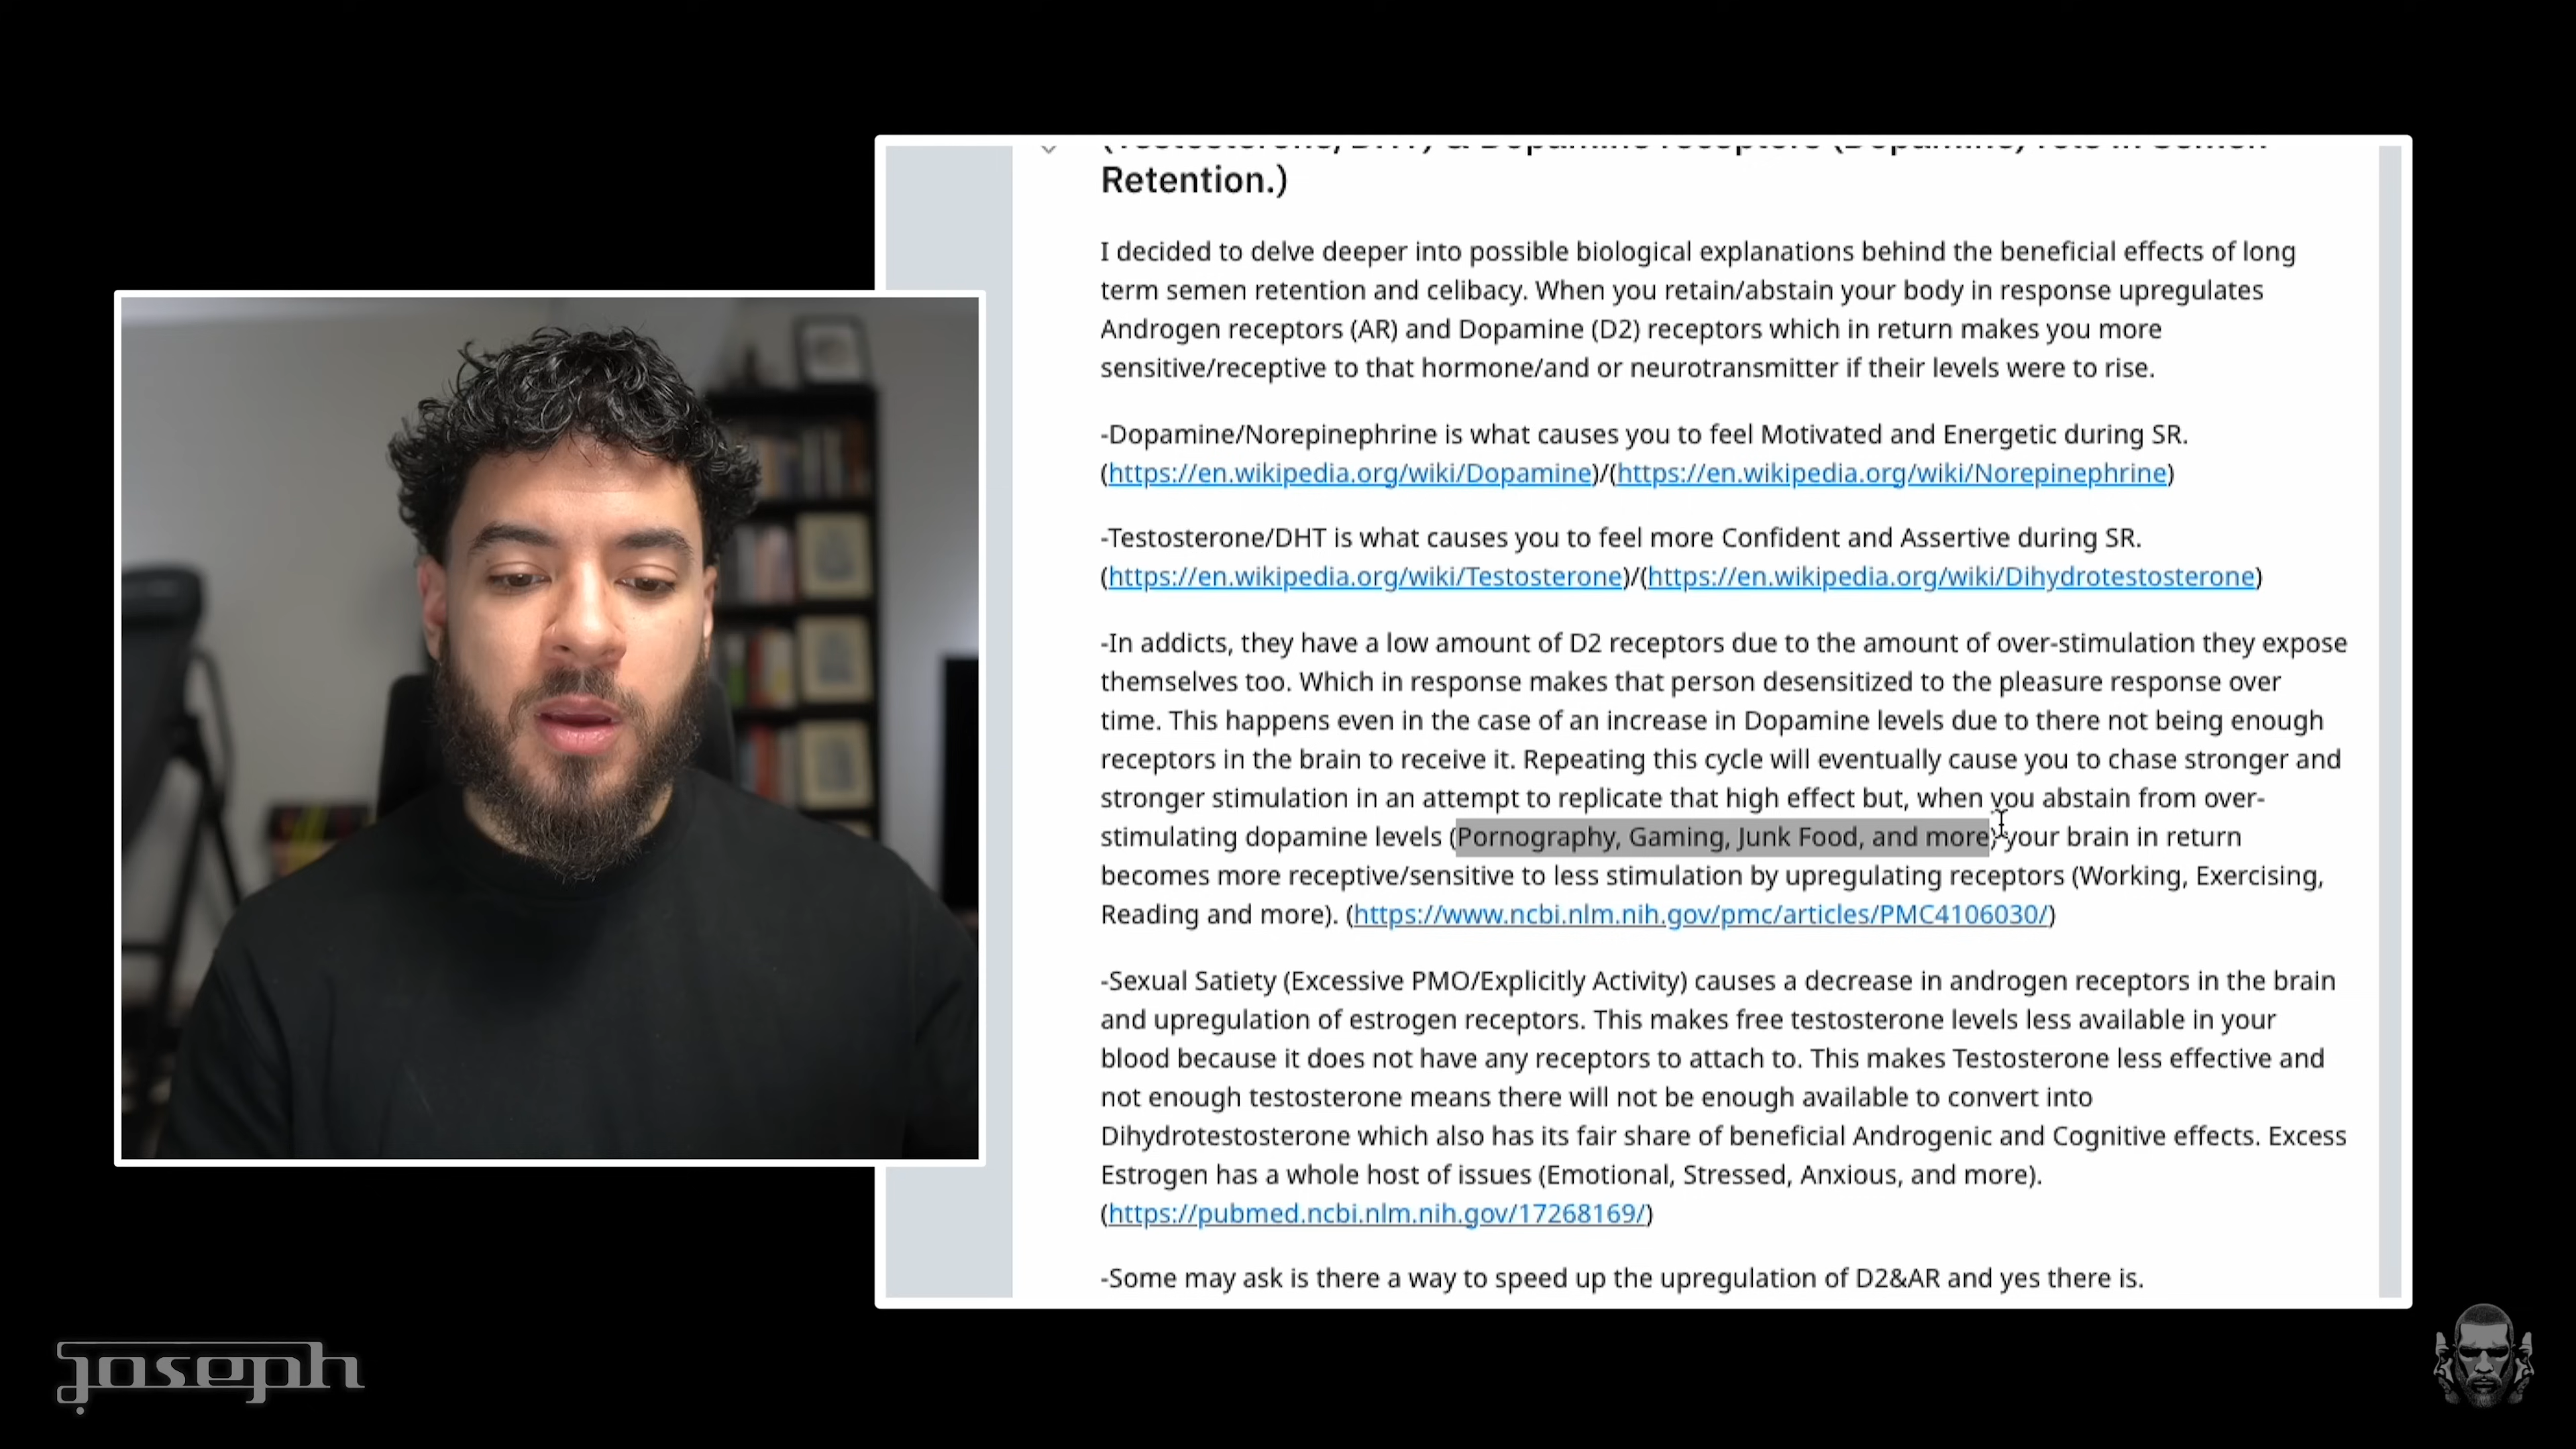 (Testosterone/DHT) & Dopamine receptors (Dopamine) role in Semen
Retention.)
I decided to delve deeper into possible biological explanations behind the beneficial effects of long
term semen retention and celibacy. When you retain/abstain your body in response upregulates
Androgen receptors (AR) and Dopamine (D2) receptors which in return makes you more
sensitive/receptive to that hormone/and or neurotransmitter if their levels were to rise.
-Dopamine/Norepinephrine is what causes you to feel Motivated and Energetic during SR.
(https://en.wikipedia.org/wiki/Dopamine)/(https://en.wikipedia.org/wiki/Norepinephrine)
-Testosterone/DHT is what causes you to feel more Confident and Assertive during SR.
(https://en.wikipedia.org/wiki/Testosterone)/(https://en.wikipedia.org/wiki/Dihydrotestosterone)
-In addicts, they have a low amount of D2 receptors due to the amount of over-stimulation they expose
themselves too. Which in response makes that person desensitized to the pleasure response over
time. This happens even in the case of an increase in Dopamine levels due to there not being enough
receptors in the brain to receive it. Repeating this cycle will eventually cause you to chase stronger and
stronger stimulation in an attempt to replicate that high effect but, when you abstain from over-
stimulating dopamine levels (Pornography, Gaming, Junk Food, and more) your brain in return
becomes more receptive/sensitive to less stimulation by upregulating receptors (Working, Exercising,
Reading and more). (https://www.ncbi.nlm.nih.gov/pmc/articles/PMC4106030/)
-Sexual Satiety (Excessive PMO/Explicitly Activity) causes a decrease in androgen receptors in the brain
and upregulation of estrogen receptors. This makes free testosterone levels less available in your
blood because it does not have any receptors to attach to. This makes Testosterone less effective and
not enough testosterone means there will not be enough available to convert into
Dihydrotestosterone which also has its fair share of beneficial Androgenic and Cognitive effects. Excess
Estrogen has a whole host of issues (Emotional, Stressed, Anxious, and more).
(https://pubmed.ncbi.nlm.nih.gov/17268169/)
-Some may ask is there a way to speed up the upregulation of D2&AR and yes there is.
joseph